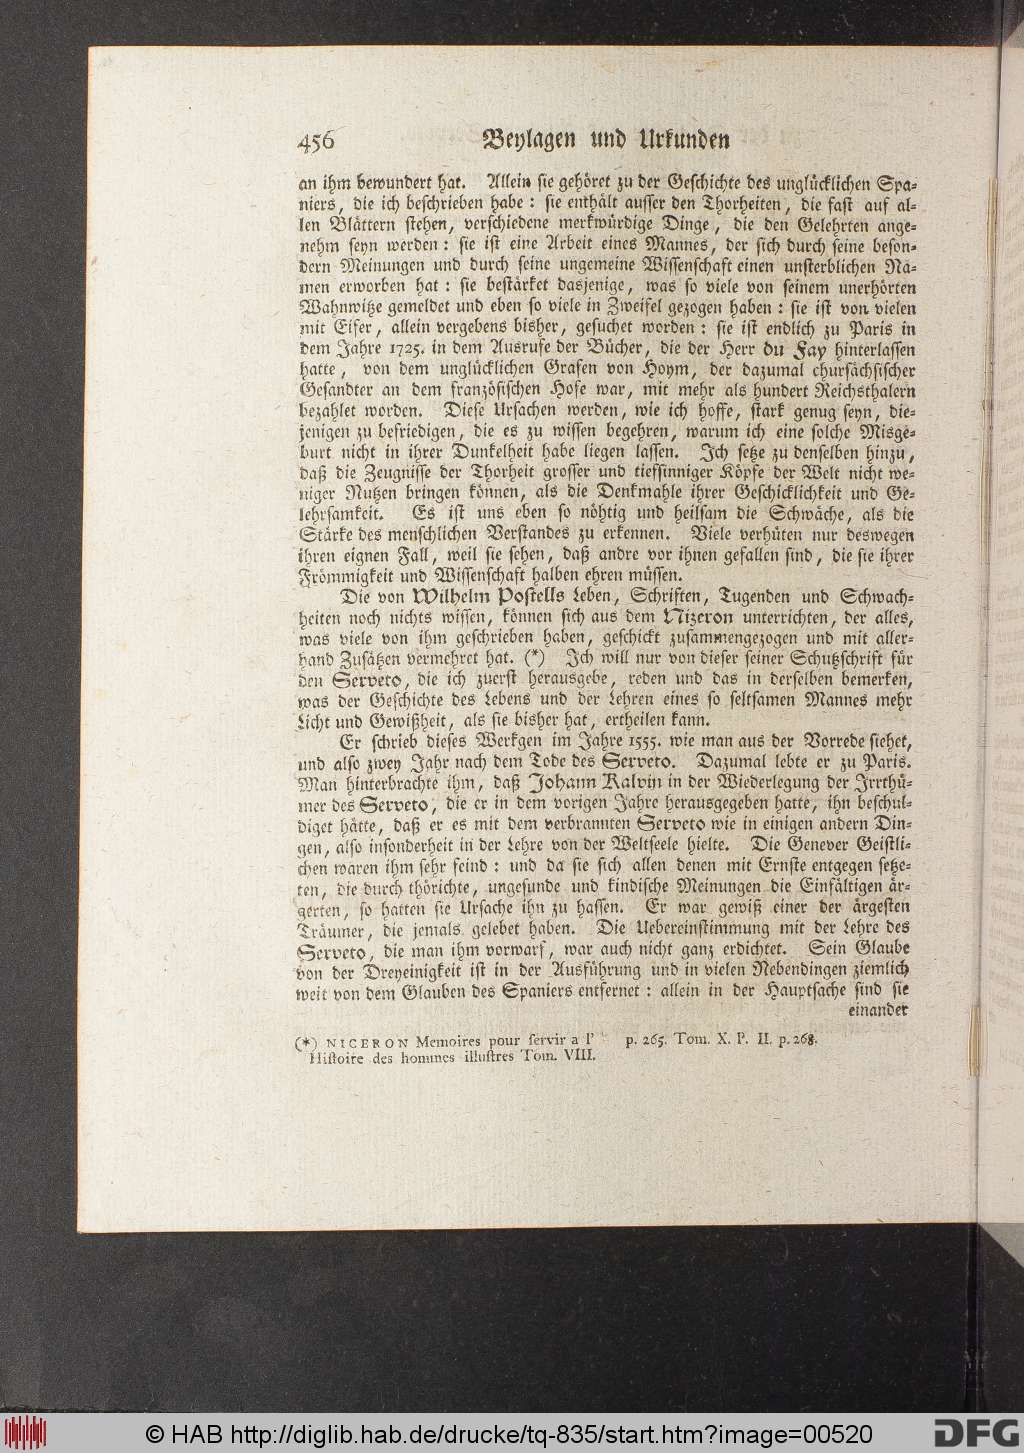 456 Beylagen und Urkunden
an ihm bewundert hat. Allein sie gehöret zu der Geschichte des unglücklichen Spa-
niers, die ich beschrieben habe: sie enthält ausser den Thorheiten, die fast auf al-
len Blättern stehen, verschiedene merkwürdige Dinge, die den Gelehrten ange-
nehm seyn werden: sie ist eine Arbeit eines Mannes, der sich durch seine beson-
dern Meinungen und durch seine ungemeine Wissenschaft einen unsterblichen Na-
men erworben hat: sie bestärket dasjenige, was so viele von seinem unerhörten
Wahnwitze gemeldet und eben so viele in Zweifel gezogen haben: sie ist von vielen
mit Eifer, allein vergebens bisher, gesuchet worden: sie ist endlich zu Paris in
dem Jahre 1725. in dem Ausrufe der Bücher, die der Herr du Fay hinterlassen
hatte, von dem unglücklichen Grafen von Hoym, der dazumal chursächsischer
Gesandter an dem französischen Hofe war, mit mehr als hundert Reichsthalern
bezahlet worden. Diese Ursachen werden, wie ich hoffe, stark genug seyn, die-
jenigen zu befriedigen, die es zu wissen begehren, warum ich eine solche Misge-
burt nicht in ihrer Dunkelheit habe liegen lassen. Ich setze zu denselben hinzu,
daß die Zeugnisse der Thorheit grosser und tiefsinniger Köpfe der Welt nicht we-
niger Nutzen bringen können, als die Denkmahle ihrer Geschicklichkeit und Ge-
lehrsamkeit. Es ist uns eben so nöhtig und heilsam die Schwäche, als die
Stärke des menschlichen Verstandes zu erkennen. Viele verhüten nur deswegen
ihren eignen Fall, weil sie sehen, daß andre vor ihnen gefallen sind, die sie ihrer
Frömmigkeit und Wissenschaft halben ehren müssen.
Die von Wilhelm Postells Leben, Schriften, Tugenden und Schwach-
heiten noch nichts wissen, können sich aus dem Nizeron unterrichten, der alles,
was viele von ihm geschrieben haben, geschickt zusammengezogen und mit aller-
hand Zusätzen vermehret hat. (*) Ich will nur von dieser seiner Schutzschrift für
den Serveto, die ich zuerst herausgebe, reden und das in derselben bemerken,
was der Geschichte des Lebens und der Lehren eines so seltsamen Mannes mehr
Licht und Gewißheit, als sie bisher hat, ertheilen kann.
Er schrieb dieses Werkgen im Jahre 1555. wie man aus der Vorrede siehet,
und also zwey Jahr nach dem Tode des Serveto. Dazumal lebte er zu Paris.
Man hinterbrachte ihm, daß Johann Kalvin in der Wiederlegung der Irrthü-
mer des Serveto, die er in dem vorigen Jahre herausgegeben hatte, ihn beschul-
diget hätte, daß er es mit dem verbrannten Serveto wie in einigen andern Din-
gen, also insonderheit in der Lehre von der Weltseele hielte. Die Genever Geistli-
chen waren ihm sehr feind: und da sie sich allen denen mit Ernste entgegen setze-
ten, die durch thörichte, ungesunde und kindische Meinungen die Einfältigen är-
gerten, so hatten sie Ursache ihn zu hassen. Er war gewiß einer der ärgesten
Träumer, die jemals gelebet haben. Die Uebereinstimmung mit der Lehre des
Serveto, die man ihm vorwarf, war auch nicht ganz erdichtet. Sein Glaube
von der Dreyeinigkeit ist in der Ausführung und in vielen Nebendingen ziemlich
weit von dem Glauben des Spaniers entfernet: allein in der Hauptsache sind sie
einander
(*) NICERON Memoires pour servir a l'
Histoire des hommes illustres Tom. VIII.
p. 265. Tom. X. P. II. p. 268.
© HAB http://diglib.hab.de/drucke/tq-835/start.htm?image=00520
DFG